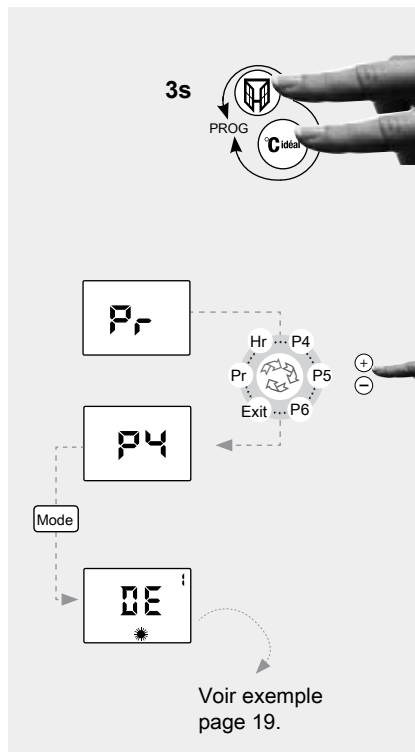 3s
PROG
°C idéal
Pr
Hr P4
Pr P5
Exit P6
+
−
P4
Mode
1
DE
Voir exemple
page 19.